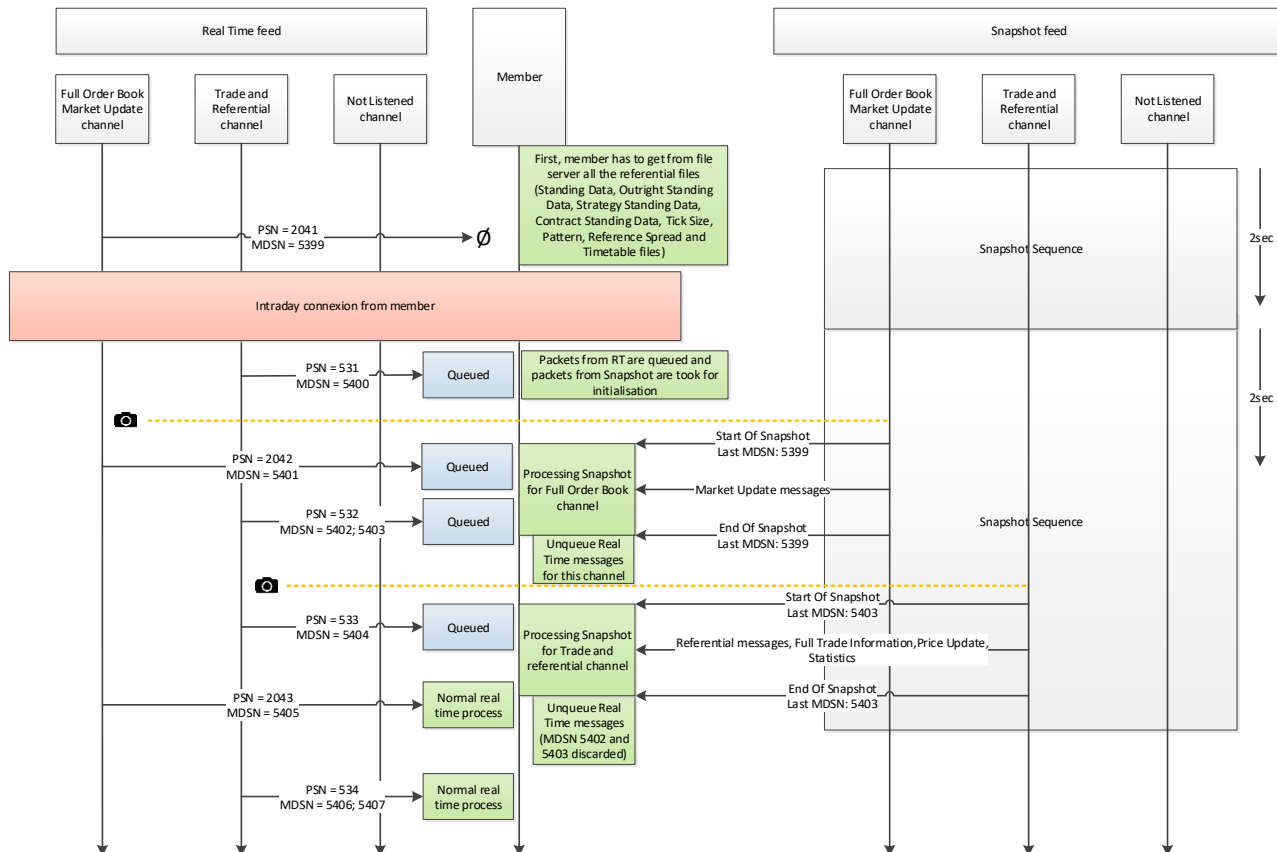 Real Time feed
Snapshot feed
Member
Full Order Book
Market Update
channel
Trade and
Referential
channel
Not Listened
channel
Full Order Book
Market Update
channel
Trade and
Referential
channel
Not Listened
channel
First, member has to get from file
server all the referential files
(Standing Data, Outright Standing
Data, Strategy Standing Data,
Contract Standing Data, Tick Size,
Pattern, Reference Spread and
Timetable files)
PSN = 2041
MDSN = 5399
Ø
Snapshot Sequence
2sec
Intraday connexion from member
PSN = 531
MDSN = 5400
Queued
Packets from RT are queued and
packets from Snapshot are took for
initialisation
2sec
Start Of Snapshot
Last MDSN: 5399
PSN = 2042
MDSN = 5401
Queued
Processing Snapshot
for Full Order Book
channel
Market Update messages
PSN = 532
MDSN = 5402; 5403
Queued
Snapshot Sequence
End Of Snapshot
Last MDSN: 5399
Unqueue Real
Time messages
for this channel
Start Of Snapshot
Last MDSN: 5403
PSN = 533
MDSN = 5404
Queued
Processing Snapshot
for Trade and
referential channel
Referential messages, Full Trade Information,Price Update,
Statistics
End Of Snapshot
Last MDSN: 5403
PSN = 2043
MDSN = 5405
Normal real
time process
Unqueue Real
Time messages
(MDSN 5402 and
5403 discarded)
PSN = 534
MDSN = 5406; 5407
Normal real
time process